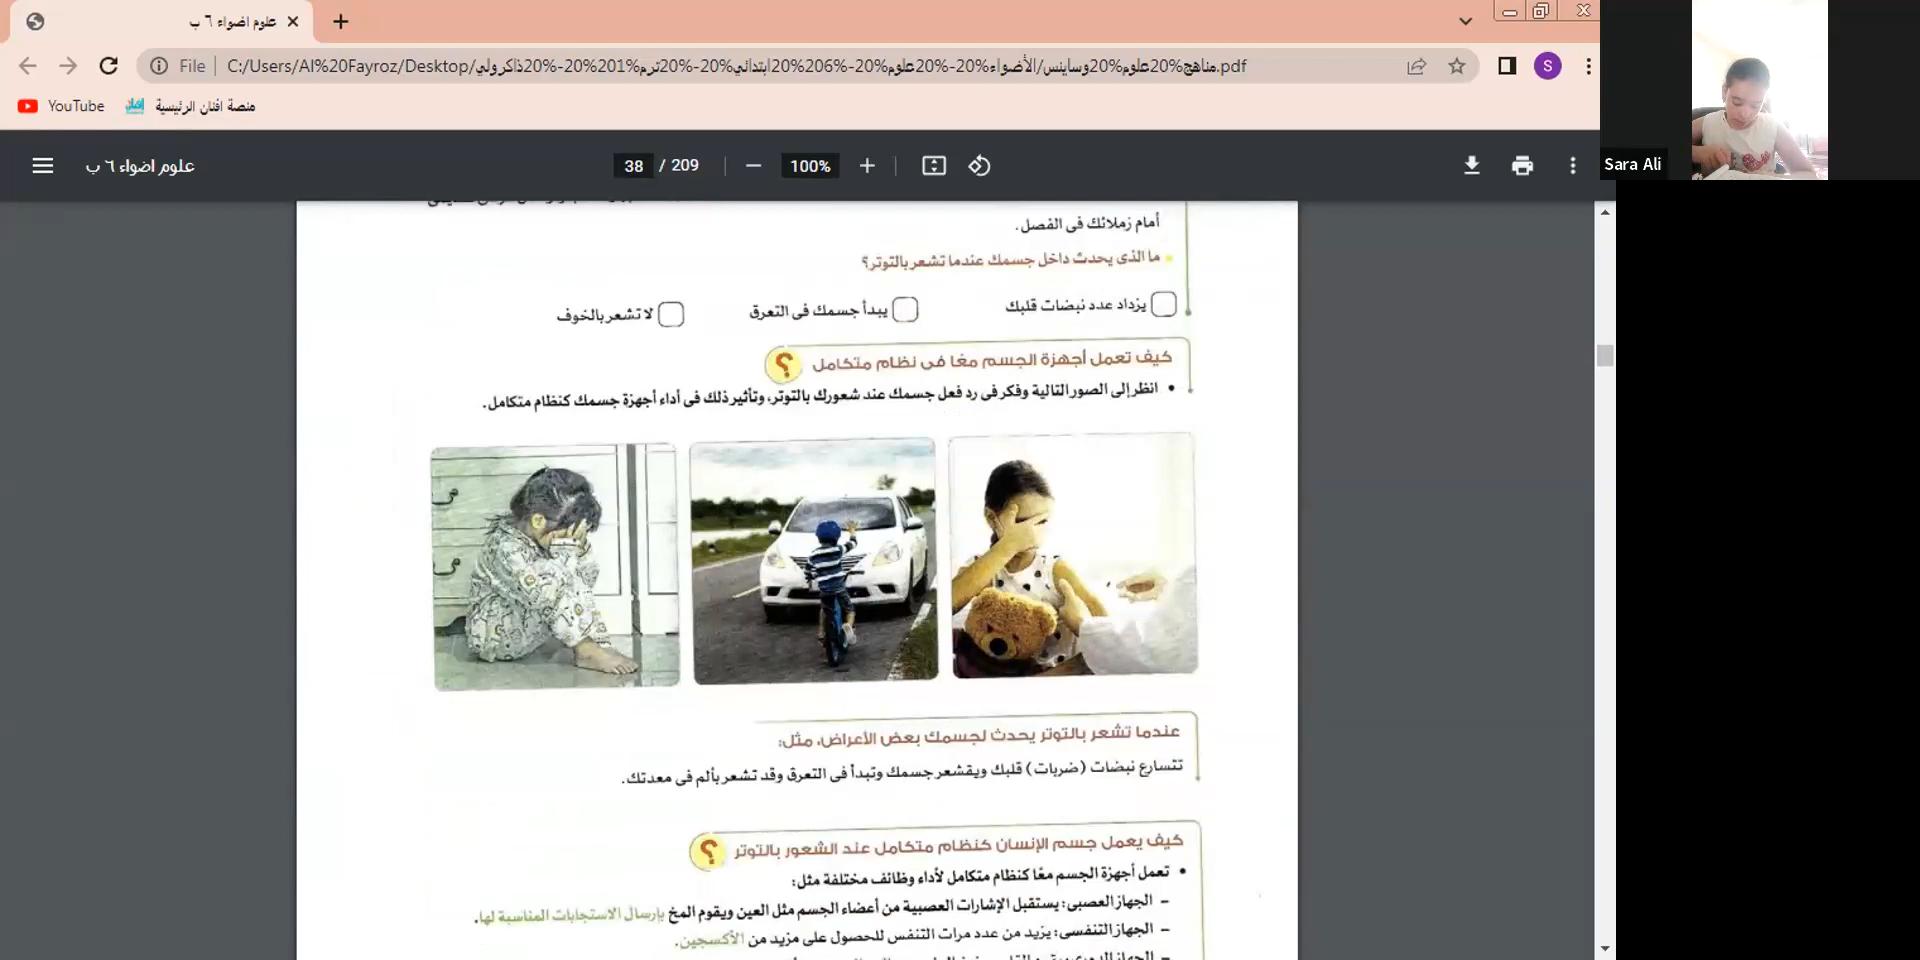 علوم اضواء ٦ ب
File
C:/Users/Al%20Fayroz/Desktop/مناهج%20علوم%20وساينس/الأضواء%20-%20علوم%20-%206%20ابتدائي%20-%20ترم%201%20-%20ذاكرولي.pdf
S
YouTube
منصة افنان الرئيسية
علوم اضواء ٦ ب
38 / 209
100%
Sara Ali
أمام زملائك فى الفصل.
ما الذى يحدث داخل جسمك عندما تشعر بالتوتر؟
يزداد عدد نبضات قلبك
يبدأ جسمك فى التعرق
لا تشعر بالخوف
كيف تعمل أجهزة الجسم معًا فى نظام متكامل ؟
• انظر إلى الصور التالية وفكر فى رد فعل جسمك عند شعورك بالتوتر، وتأثير ذلك فى أداء أجهزة جسمك كنظام متكامل.
عندما تشعر بالتوتر يحدث لجسمك بعض الأعراض، مثل:
تتسارع نبضات (ضربات) قلبك ويقشعر جسمك وتبدأ فى التعرق وقد تشعر بألم فى معدتك.
كيف يعمل جسم الإنسان كنظام متكامل عند الشعور بالتوتر ؟
• تعمل أجهزة الجسم معًا كنظام متكامل لأداء وظائف مختلفة مثل:
– الجهاز العصبى: يستقبل الإشارات العصبية من أعضاء الجسم مثل العين ويقوم المخ بإرسال الاستجابات المناسبة لها.
– الجهاز التنفسى: يزيد من عدد مرات التنفس للحصول على مزيد من الأكسجين.